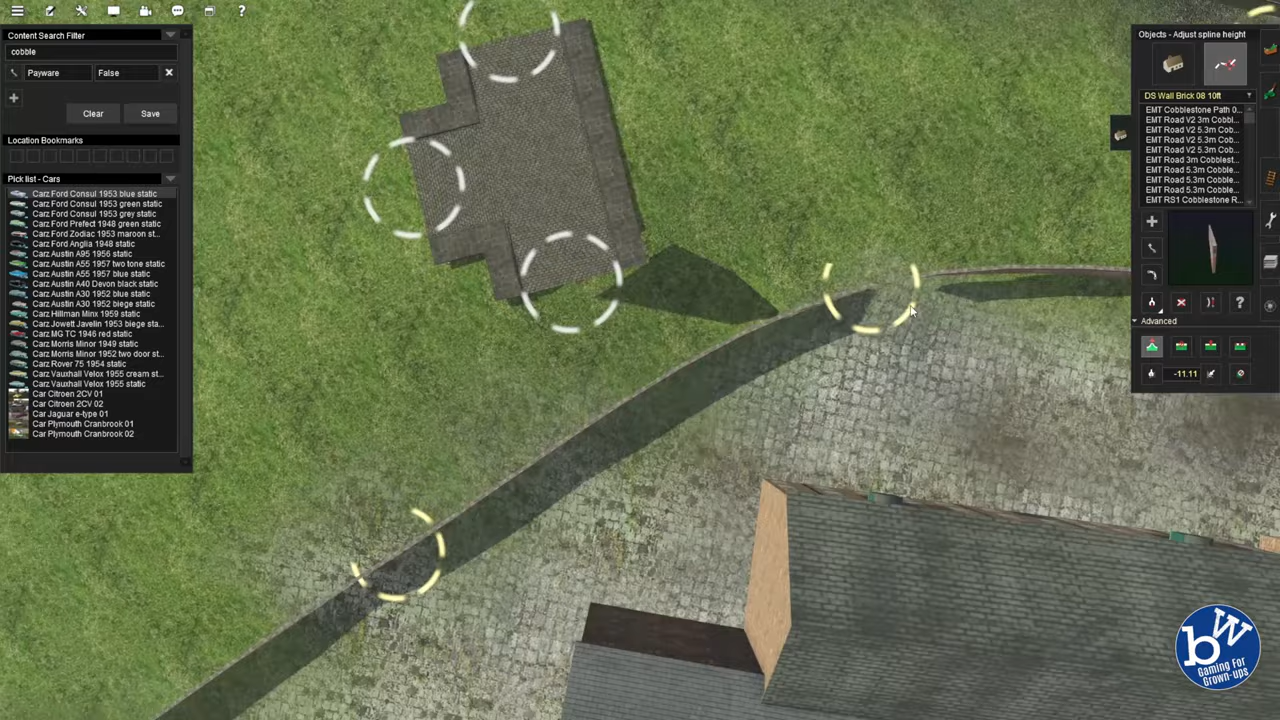 ?
Content Search Filter
cobble
Payware
False
Clear
Save
Location Bookmarks
Pick list - Cars
Carz Ford Consul 1953 blue static
Carz Ford Consul 1953 green static
Carz Ford Consul 1953 grey static
Carz Ford Prefect 1948 green static
Carz Ford Zodiac 1953 maroon st...
Carz Ford Anglia 1948 static
Carz Austin A95 1956 static
Carz Austin A55 1957 two tone static
Carz Austin A55 1957 blue static
Carz Austin A40 Devon black static
Carz Austin A30 1952 blue static
Carz Austin A30 1952 biege static
Carz Hillman Minx 1959 static
Carz Jowett Javelin 1953 biege sta...
Carz MG TC 1946 red static
Carz Morris Minor 1949 static
Carz Morris Minor 1952 two door st...
Carz Rover 75 1954 static
Carz Vauxhall Velox 1955 cream st...
Carz Vauxhall Velox 1955 static
Car Citroen 2CV 01
Car Citroen 2CV 02
Car Jaguar e-type 01
Car Plymouth Cranbrook 01
Car Plymouth Cranbrook 02
Objects - Adjust spline height
DS Wall Brick 08 10ft
EMT Cobblestone Path 0...
EMT Road V2 3m Cobbl...
EMT Road V2 5.3m Cob...
EMT Road V2 5.3m Cob...
EMT Road V2 5.3m Cob...
EMT Road 3m Cobblest...
EMT Road 5.3m Cobble...
EMT Road 5.3m Cobble...
EMT Road 5.3m Cobble...
EMT RS1 Cobblestone R...
?
Advanced
-11.11
bW
Gaming For
Grown-ups